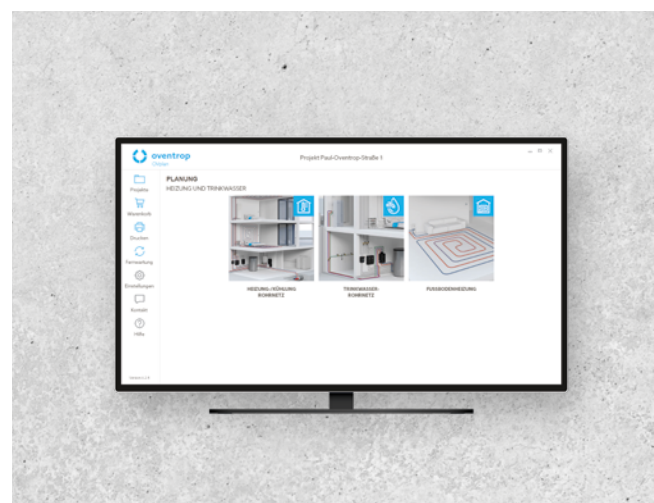 oventrop
Projekt Paul-Oventrop-Straße 1
PLANUNG
HEIZUNG UND TRINKWASSER
Projekte
Warenkorb
Drucken
Fernwartung
Einstellungen
Kontakt
Hilfe
HEIZUNG-/KÜHLUNG
ROHRNETZ
TRINKWASSER-
ROHRNETZ
FUSSBODENHEIZUNG